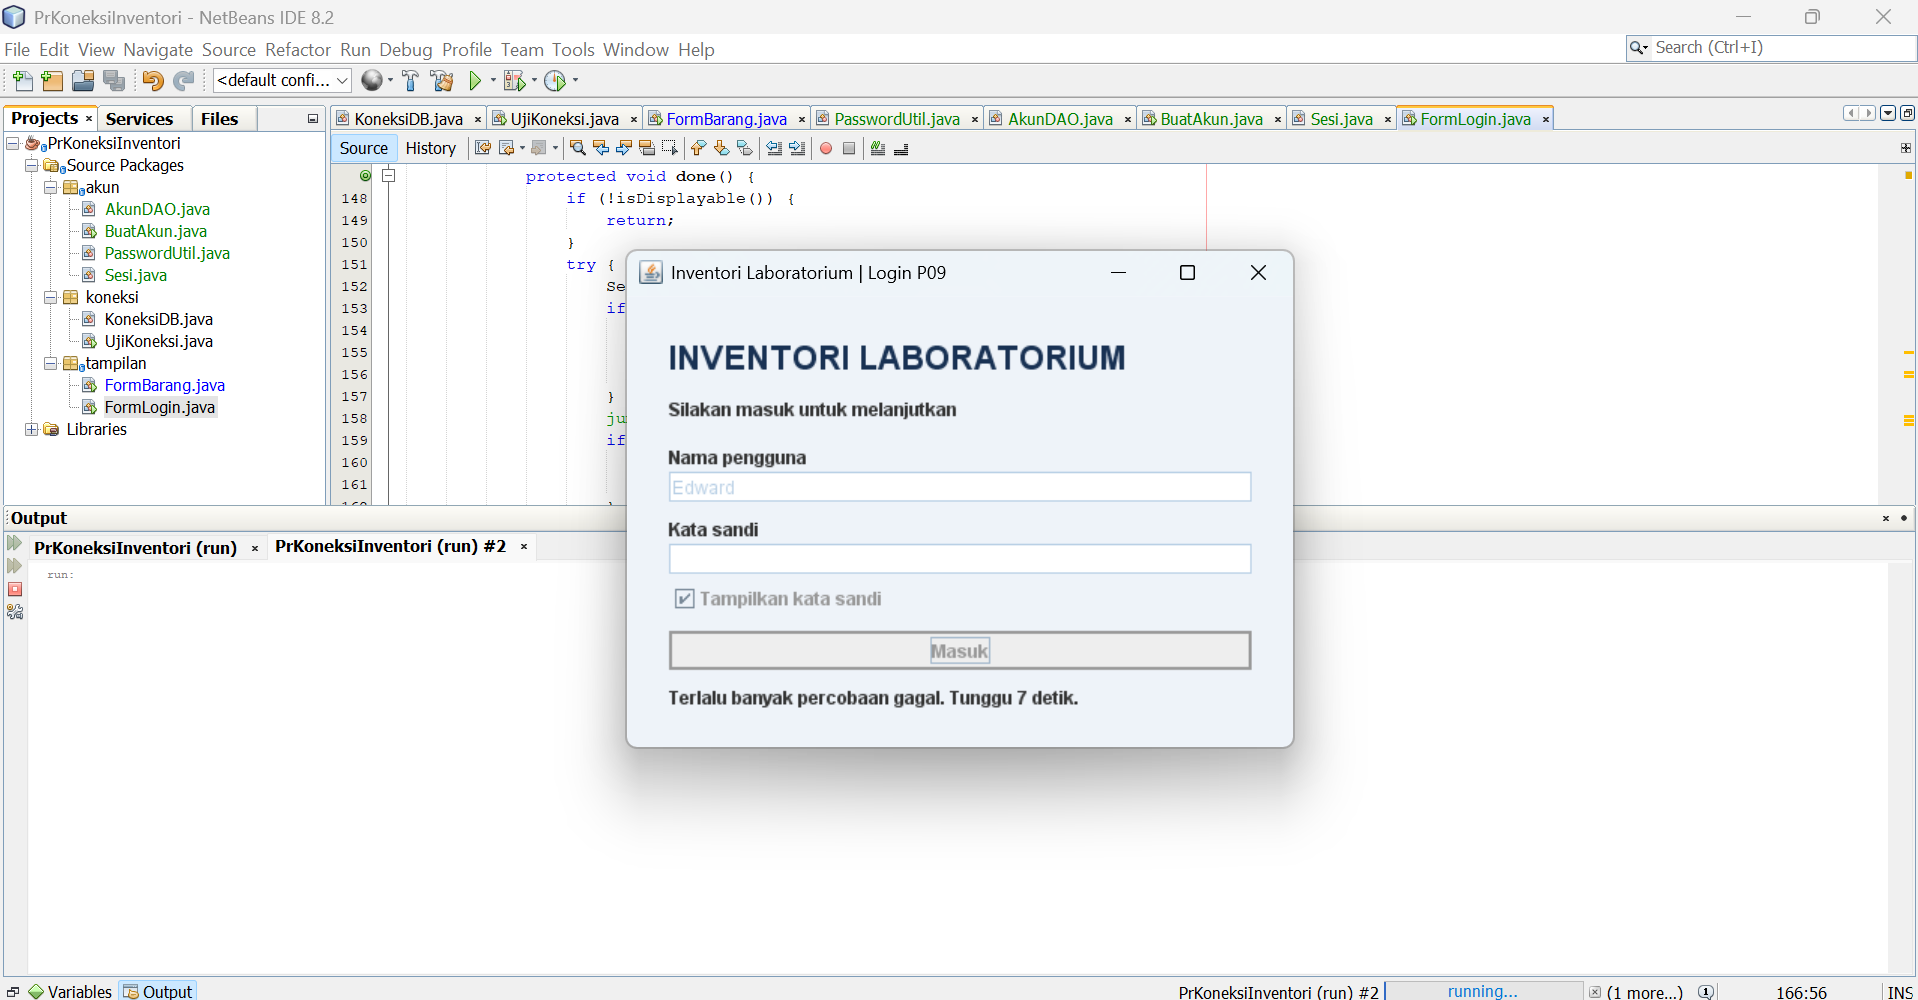 PrKoneksiInventori - NetBeans IDE 8.2
File Edit View Navigate Source Refactor Run Debug Profile Team Tools Window Help
Search (Ctrl+I)
<default confi...
Projects Services Files
KoneksiDB.java UjiKoneksi.java FormBarang.java PasswordUtil.java AkunDAO.java BuatAkun.java Sesi.java FormLogin.java
Source History
PrKoneksiInventori
Source Packages
akun
AkunDAO.java
BuatAkun.java
PasswordUtil.java
Sesi.java
koneksi
KoneksiDB.java
UjiKoneksi.java
tampilan
FormBarang.java
FormLogin.java
Libraries
protected void done() {
148 if (!isDisplayable()) {
149 return;
150 }
151 try {
152 Se
153 if
154
155
156
157 }
158 ju
159 if
160
161
Inventori Laboratorium | Login P09
INVENTORI LABORATORIUM
Silakan masuk untuk melanjutkan
Nama pengguna
Edward
Kata sandi
Tampilkan kata sandi
Masuk
Terlalu banyak percobaan gagal. Tunggu 7 detik.
Output
PrKoneksiInventori (run) PrKoneksiInventori (run) #2
run:
Variables Output
PrKoneksiInventori (run) #2 running... (1 more...) 166:56 INS